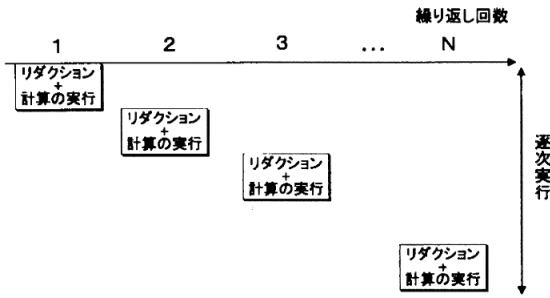 繰り返し回数
1 2 3 ... N
リダクション
+
計算の実行
リダクション
+
計算の実行
リダクション
+
計算の実行
リダクション
+
計算の実行
逐次実行